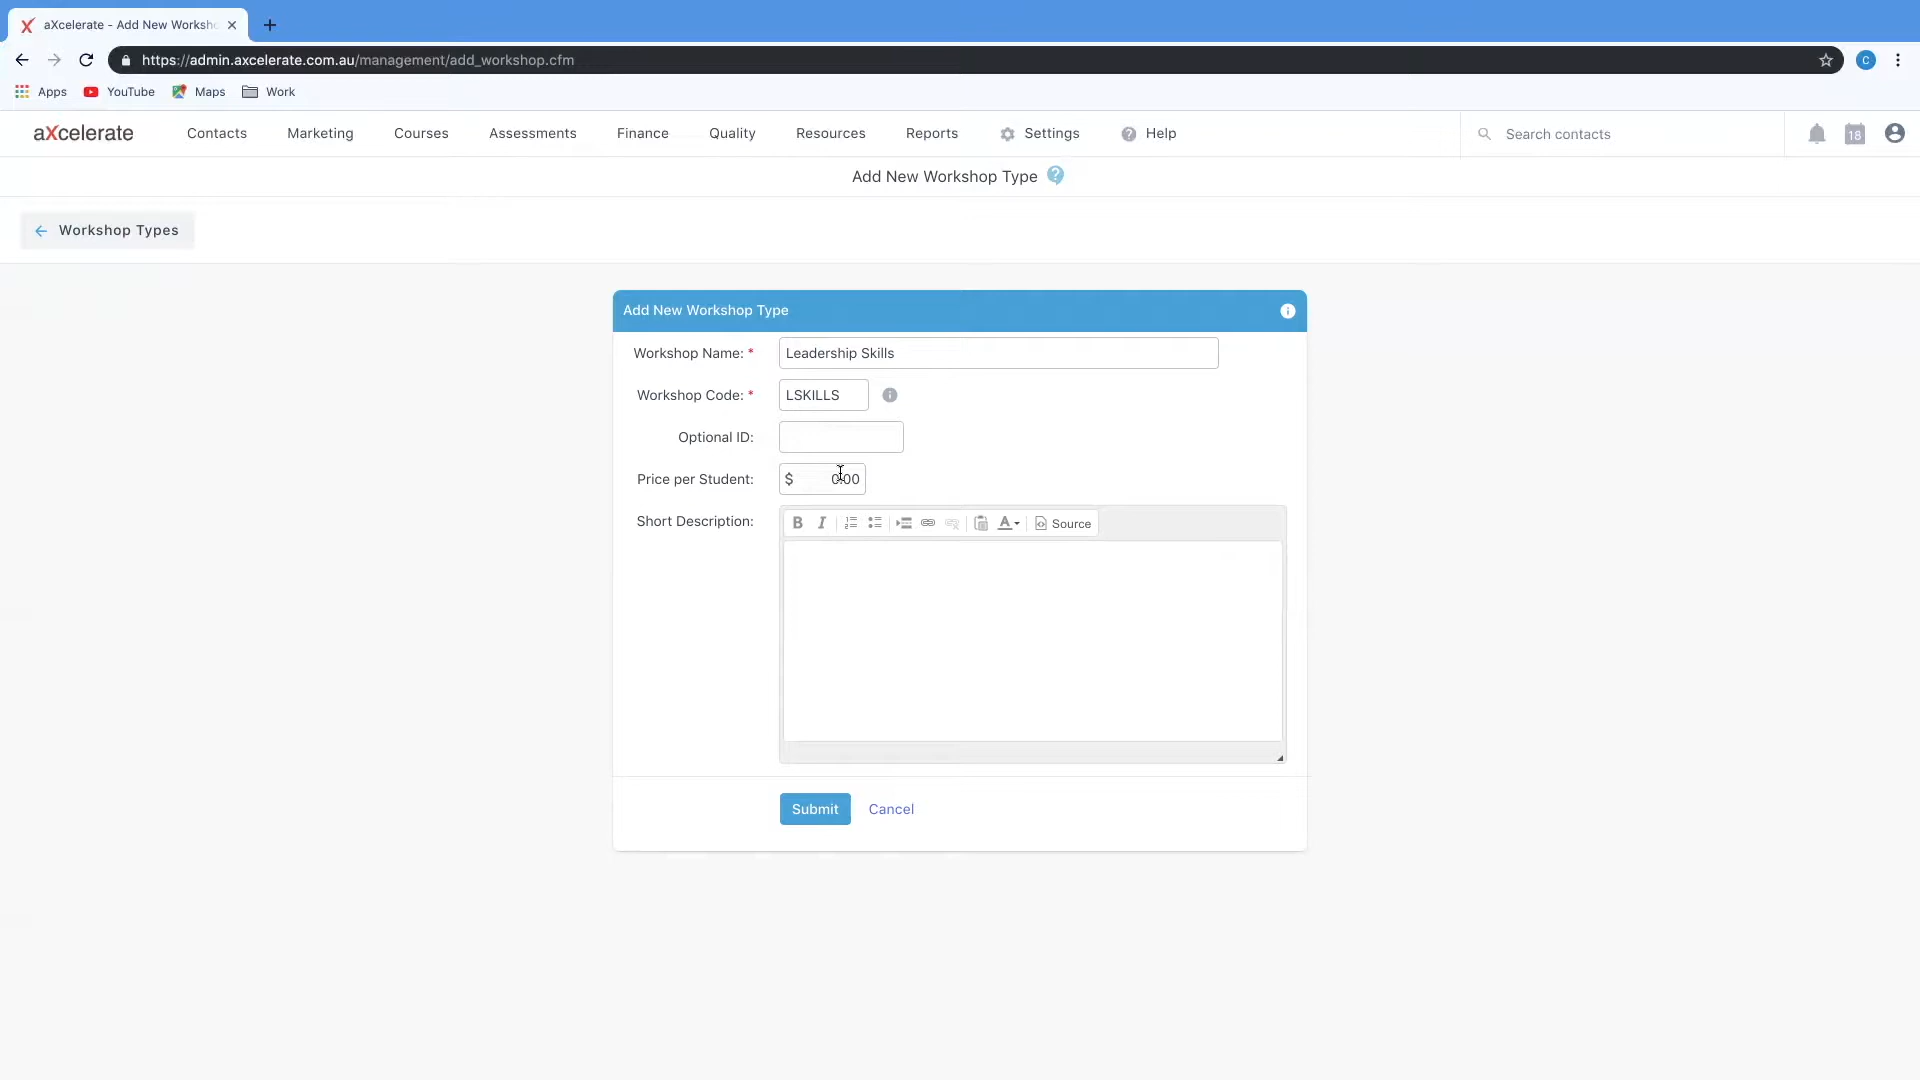 aXcelerate - Add New Worksho
https://admin.axcelerate.com.au/management/add_workshop.cfm
C
Apps YouTube Maps Work
aXcelerate Contacts Marketing Courses Assessments Finance Quality Resources Reports Settings Help Search contacts 18
Add New Workshop Type
Workshop Types
Add New Workshop Type
Workshop Name: * Leadership Skills
Workshop Code: * LSKILLS
Optional ID:
Price per Student: $ 0.00
Short Description: B I A Source
Submit Cancel